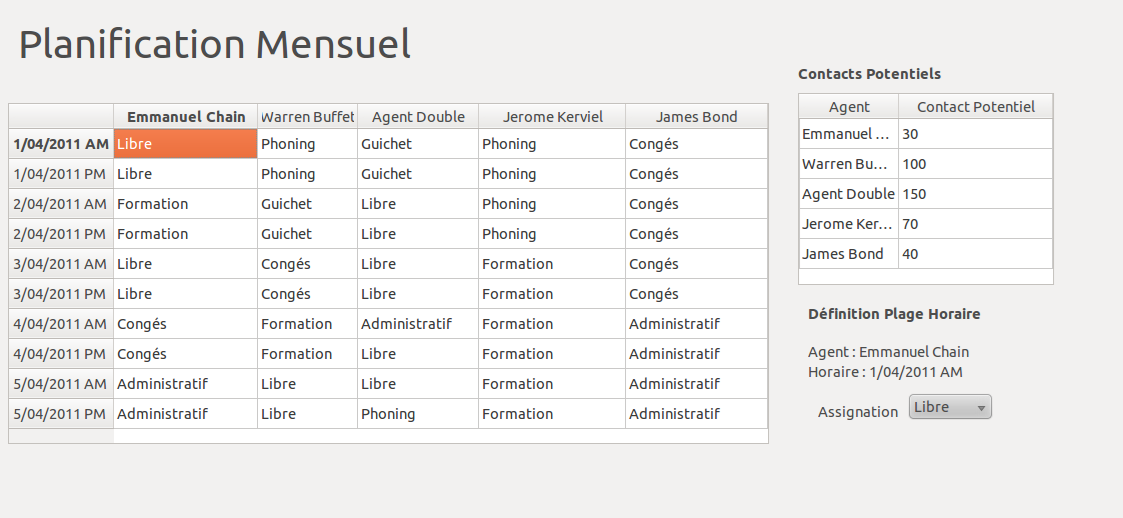 Planification Mensuel
Emmanuel Chain Warren Buffet Agent Double Jerome Kerviel James Bond
1/04/2011 AM Libre Phoning Guichet Phoning Congés
1/04/2011 PM Libre Phoning Guichet Phoning Congés
2/04/2011 AM Formation Guichet Libre Phoning Congés
2/04/2011 PM Formation Guichet Libre Phoning Congés
3/04/2011 AM Libre Congés Libre Formation Congés
3/04/2011 PM Libre Congés Libre Formation Congés
4/04/2011 AM Congés Formation Administratif Formation Administratif
4/04/2011 PM Congés Formation Libre Formation Administratif
5/04/2011 AM Administratif Libre Libre Formation Administratif
5/04/2011 PM Administratif Libre Phoning Formation Administratif
Contacts Potentiels
Agent Contact Potentiel
Emmanuel ... 30
Warren Bu... 100
Agent Double 150
Jerome Ker... 70
James Bond 40
Définition Plage Horaire
Agent : Emmanuel Chain
Horaire : 1/04/2011 AM
Assignation Libre